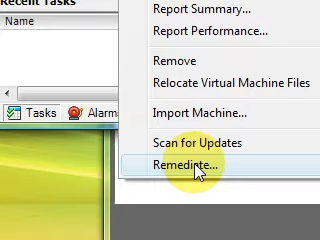 Recent Tasks
Name
Tasks
Alarms
Report Summary...
Report Performance...
Remove
Relocate Virtual Machine Files
Import Machine...
Scan for Updates
Remediate...